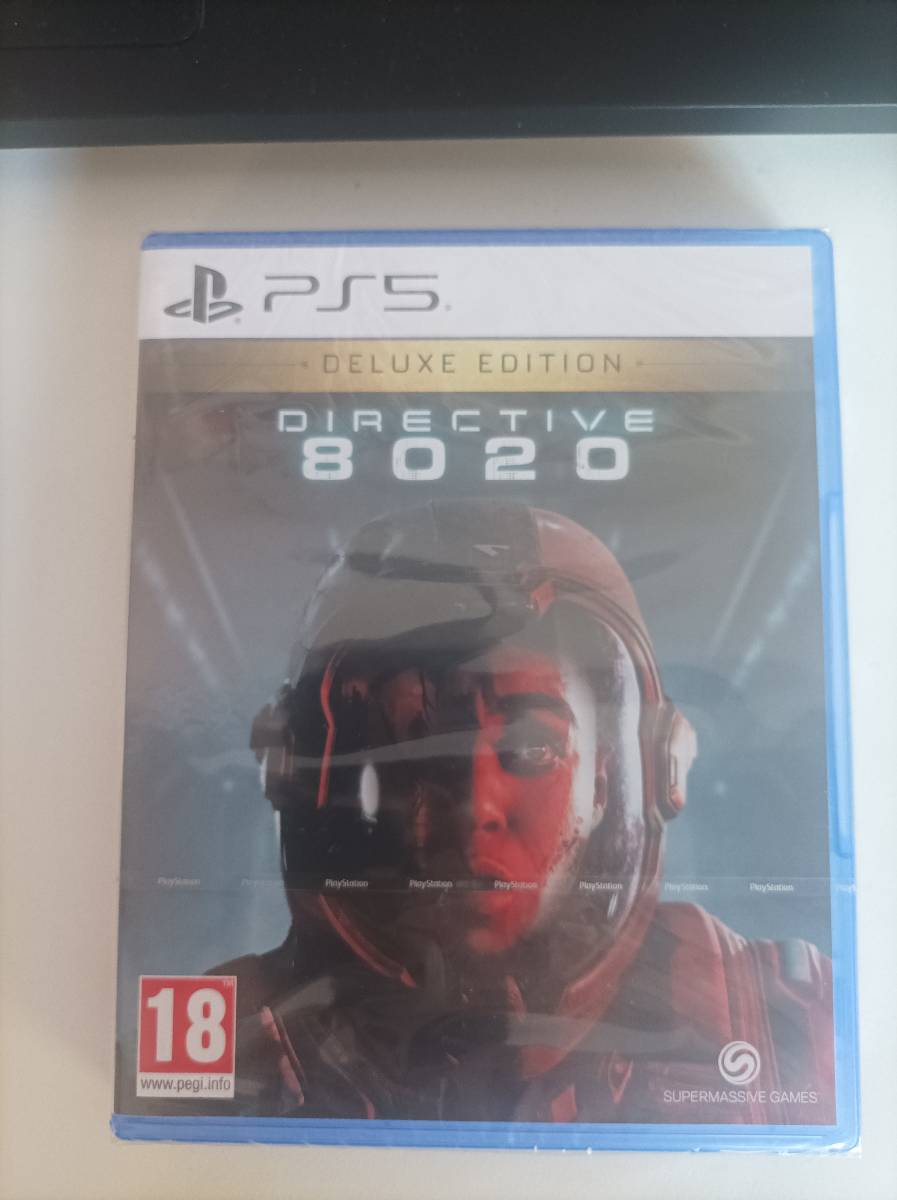 PS5
DELUXE EDITION
DIRECTIVE
8020
PlayStation PlayStation PlayStation PlayStation PlayStation PlayStation PlayStation PlayStation
18
www.pegi.info
SUPERMASSIVE GAMES